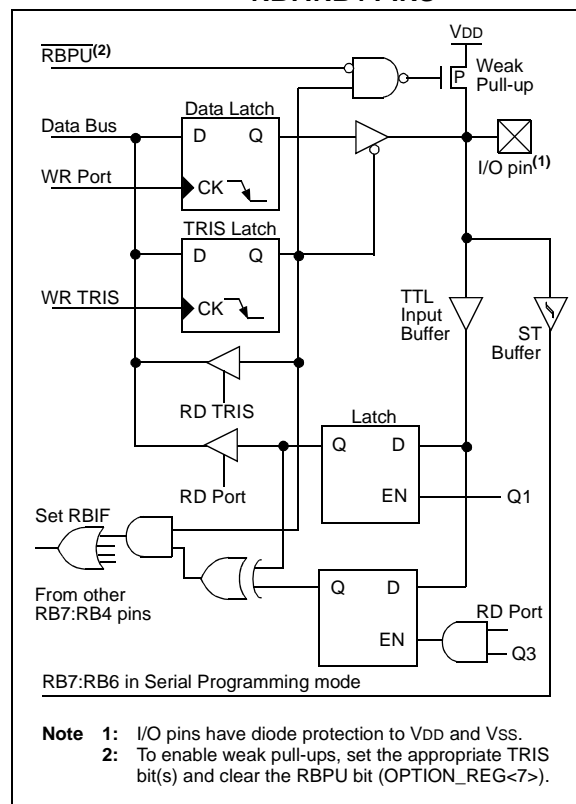 RBPU(2)
VDD
Weak
Pull-up
P
Data Latch
Data Bus
D Q
I/O pin(1)
WR Port
CK
TRIS Latch
D Q
WR TRIS
CK
TTL
Input
Buffer
ST
Buffer
RD TRIS
Latch
Q D
RD Port
EN
Q1
Set RBIF
From other
RB7:RB4 pins
Q D
RD Port
EN
Q3
RB7:RB6 in Serial Programming mode
Note 1: I/O pins have diode protection to VDD and VSS.
2: To enable weak pull-ups, set the appropriate TRIS
bit(s) and clear the RBPU bit (OPTION_REG<7>).